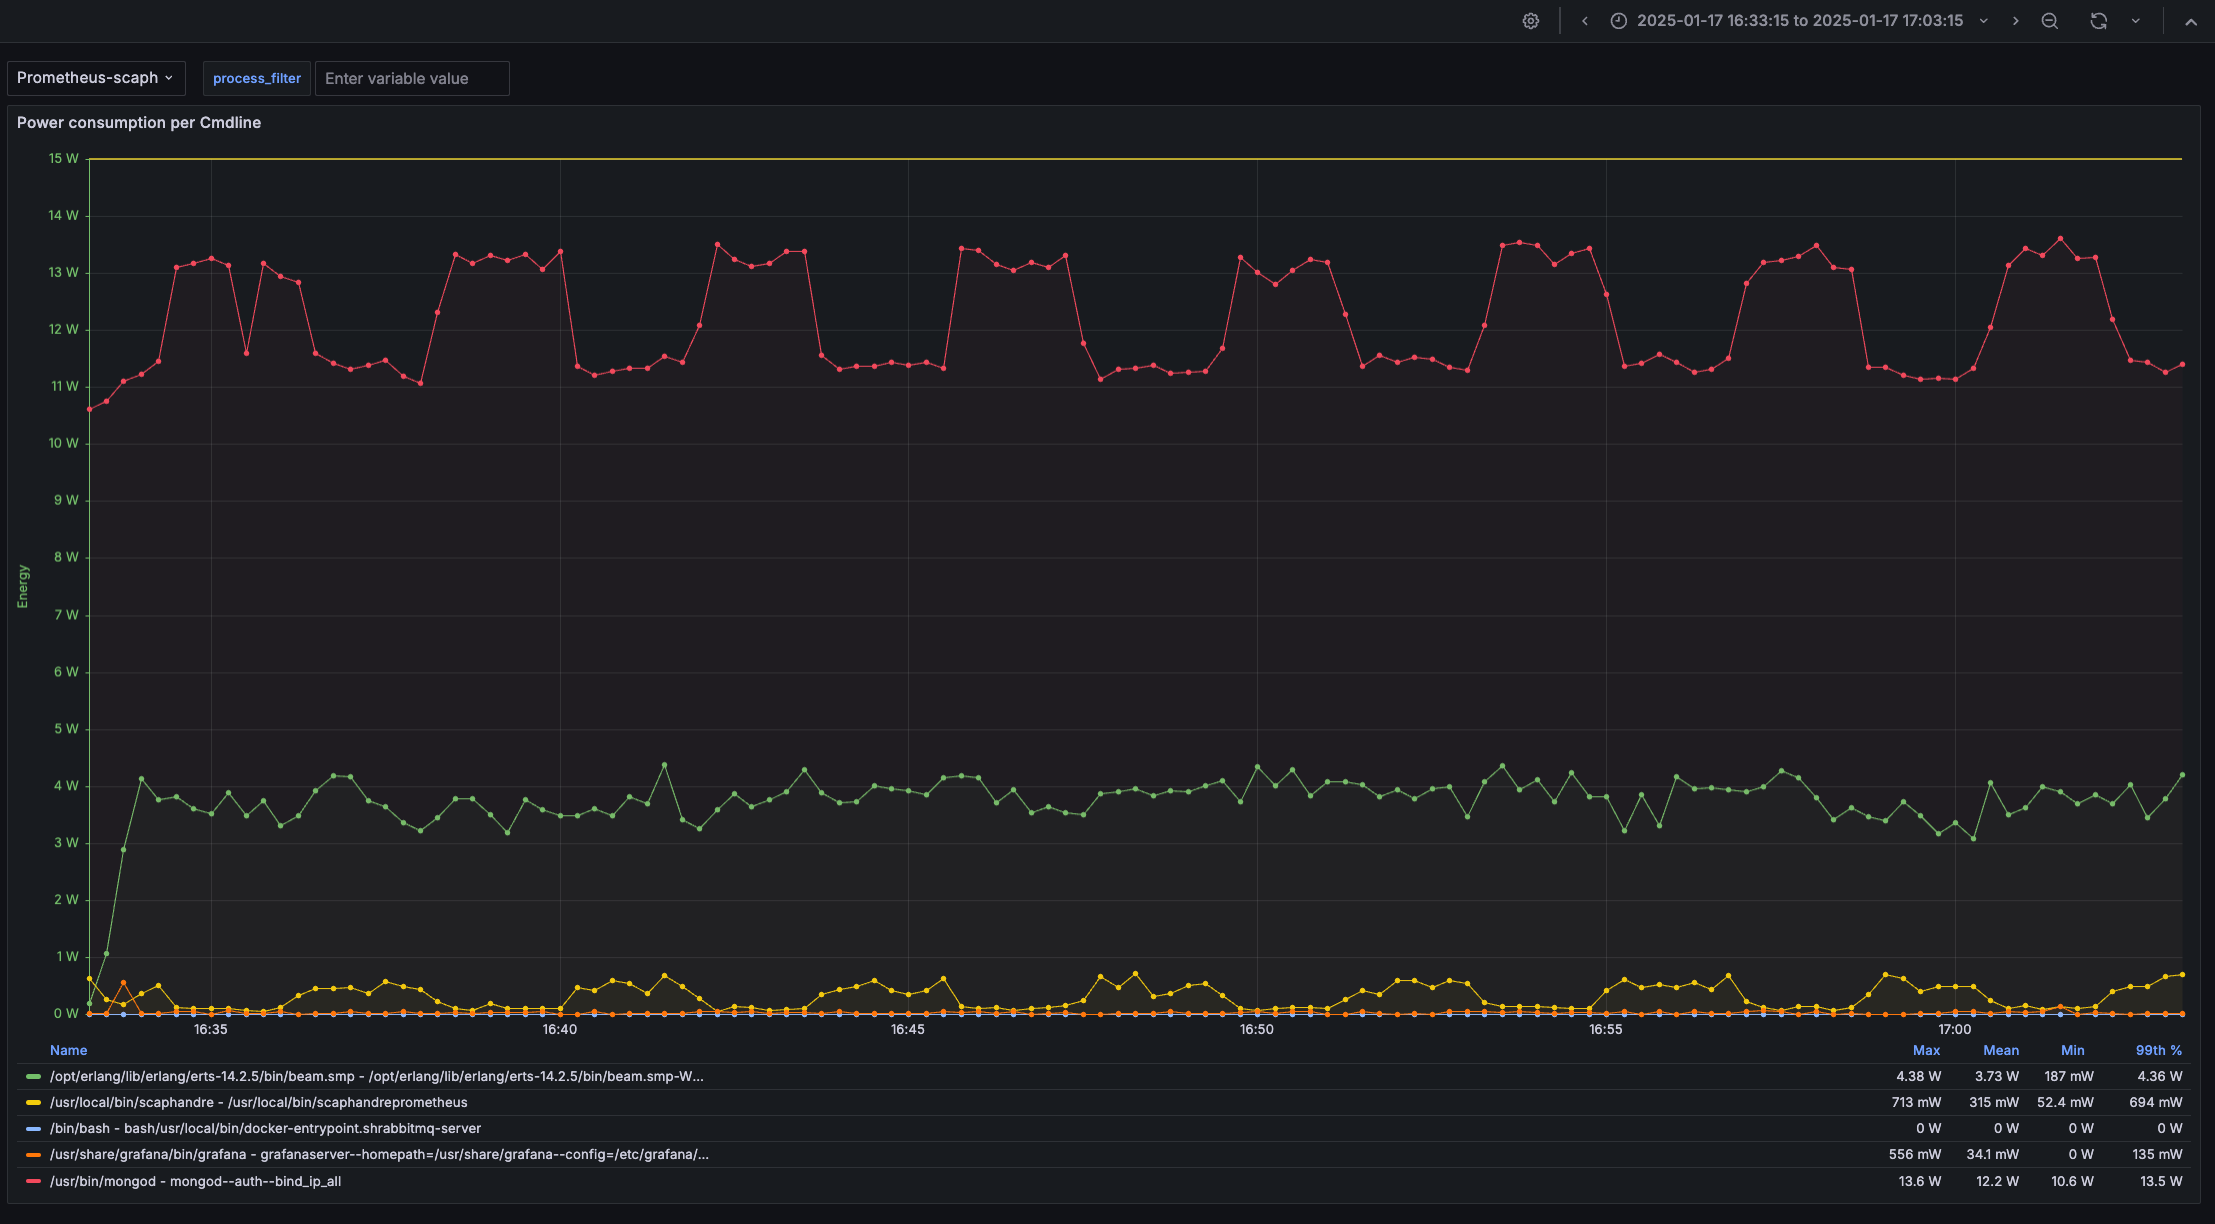 2025-01-17 16:33:15 to 2025-01-17 17:03:15
Prometheus-scaph process_filter Enter variable value
Power consumption per Cmdline
15 W
14 W
13 W
12 W
11 W
10 W
9 W
8 W
7 W
6 W
5 W
4 W
3 W
2 W
1 W
0 W
Energy
16:35 16:40 16:45 16:50 16:55 17:00
Name Max Mean Min 99th %
/opt/erlang/lib/erlang/erts-14.2.5/bin/beam.smp - /opt/erlang/lib/erlang/erts-14.2.5/bin/beam.smp-W... 4.38 W 3.73 W 187 mW 4.36 W
/usr/local/bin/scaphandre - /usr/local/bin/scaphandreprometheus 713 mW 315 mW 52.4 mW 694 mW
/bin/bash - bash/usr/local/bin/docker-entrypoint.shrabbitmq-server 0 W 0 W 0 W 0 W
/usr/share/grafana/bin/grafana - grafanaserver--homepath=/usr/share/grafana--config=/etc/grafana/... 556 mW 34.1 mW 0 W 135 mW
/usr/bin/mongod - mongod--auth--bind_ip_all 13.6 W 12.2 W 10.6 W 13.5 W